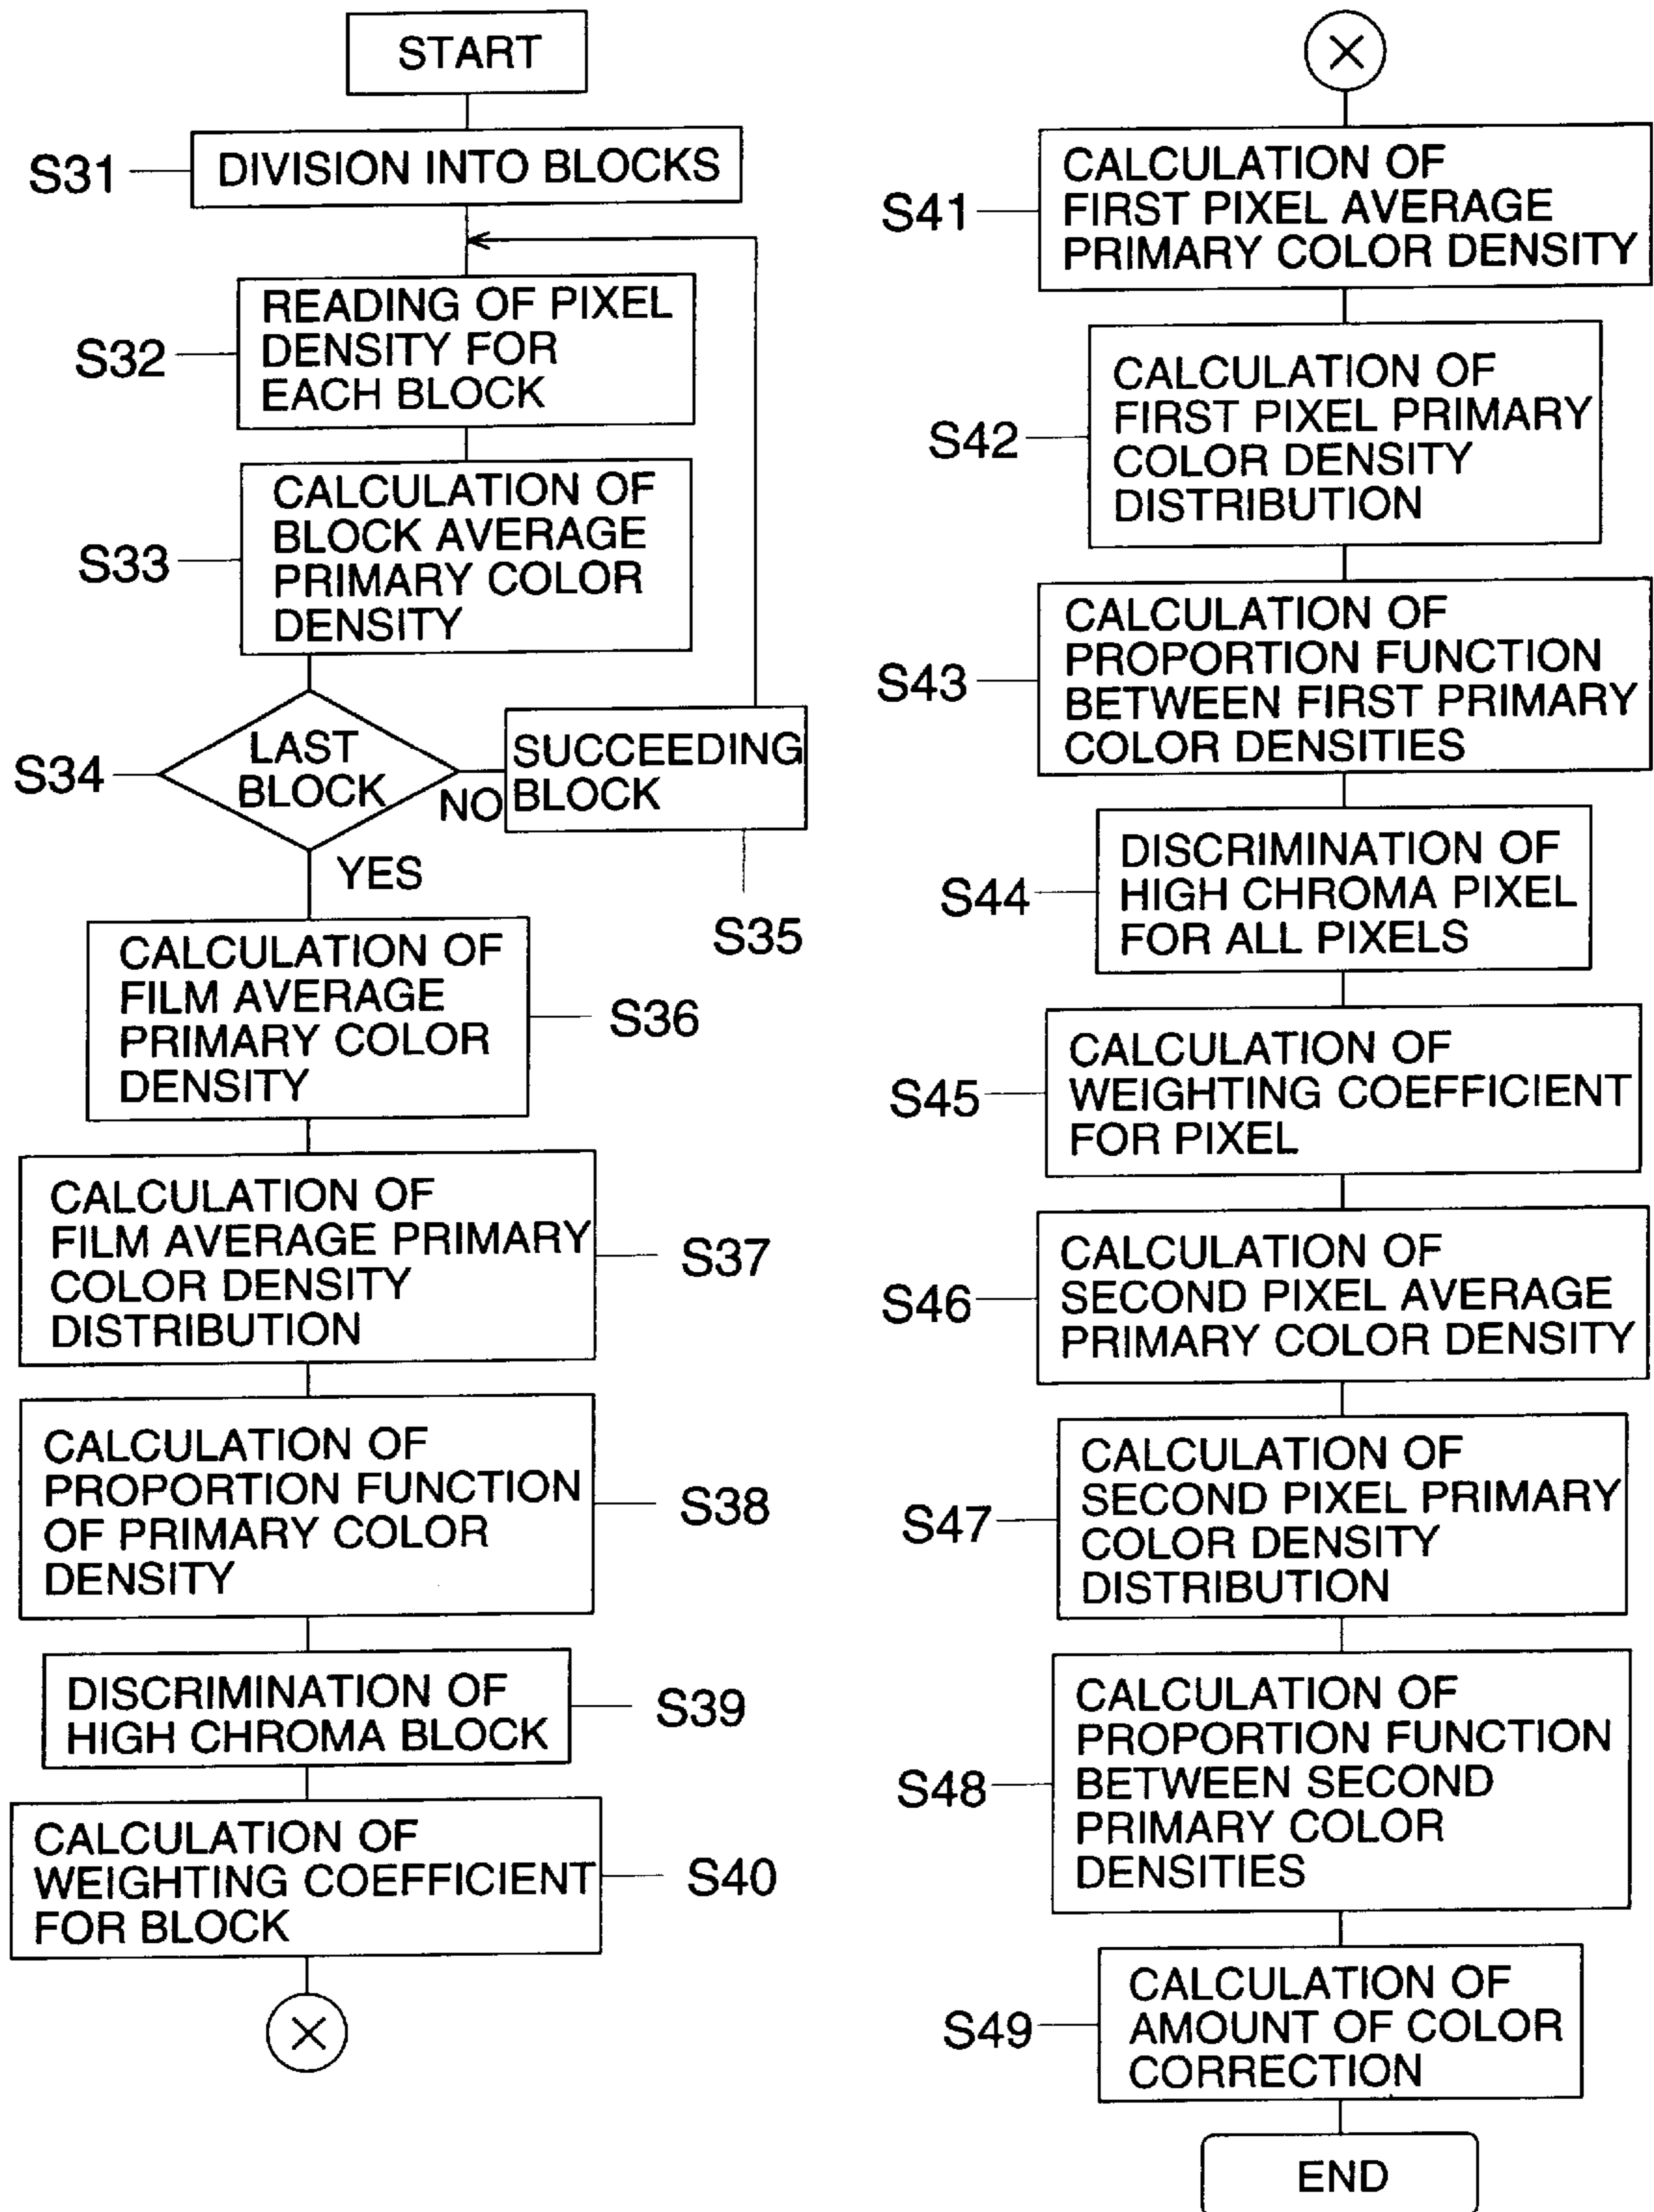 START
S31
DIVISION INTO BLOCKS
S32
READING OF PIXEL
DENSITY FOR
EACH BLOCK
S33
CALCULATION OF
BLOCK AVERAGE
PRIMARY COLOR
DENSITY
S34
LAST
BLOCK
NO
SUCCEEDING
BLOCK
S35
YES
CALCULATION OF
FILM AVERAGE
PRIMARY COLOR
DENSITY
S36
CALCULATION OF
FILM AVERAGE PRIMARY
COLOR DENSITY
DISTRIBUTION
S37
CALCULATION OF
PROPORTION FUNCTION
OF PRIMARY COLOR
DENSITY
S38
DISCRIMINATION OF
HIGH CHROMA BLOCK
S39
CALCULATION OF
WEIGHTING COEFFICIENT
FOR BLOCK
S40
X
X
S41
CALCULATION OF
FIRST PIXEL AVERAGE
PRIMARY COLOR DENSITY
S42
CALCULATION OF
FIRST PIXEL PRIMARY
COLOR DENSITY
DISTRIBUTION
S43
CALCULATION OF
PROPORTION FUNCTION
BETWEEN FIRST PRIMARY
COLOR DENSITIES
S44
DISCRIMINATION OF
HIGH CHROMA PIXEL
FOR ALL PIXELS
S45
CALCULATION OF
WEIGHTING COEFFICIENT
FOR PIXEL
S46
CALCULATION OF
SECOND PIXEL AVERAGE
PRIMARY COLOR DENSITY
S47
CALCULATION OF
SECOND PIXEL PRIMARY
COLOR DENSITY
DISTRIBUTION
S48
CALCULATION OF
PROPORTION FUNCTION
BETWEEN SECOND
PRIMARY COLOR
DENSITIES
S49
CALCULATION OF
AMOUNT OF COLOR
CORRECTION
END